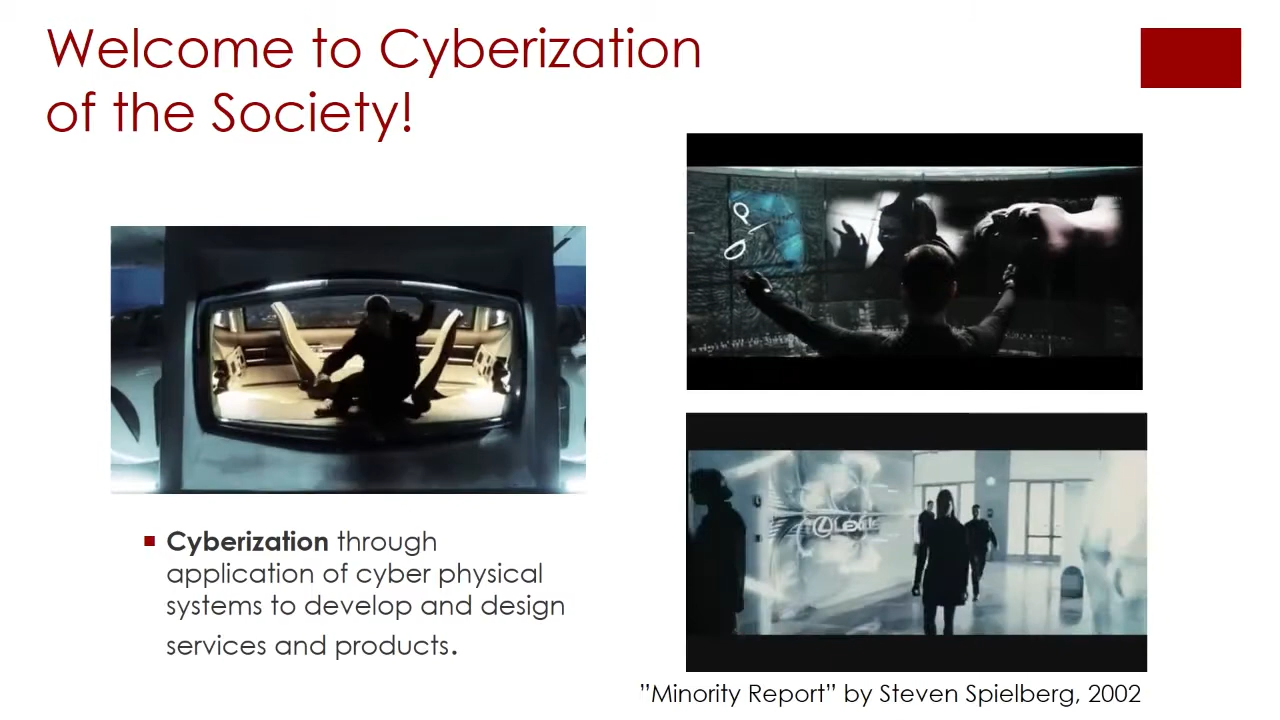 Welcome to Cyberization
of the Society!
LEXUS
Cyberization through
application of cyber physical
systems to develop and design
services and products.
”Minority Report” by Steven Spielberg, 2002